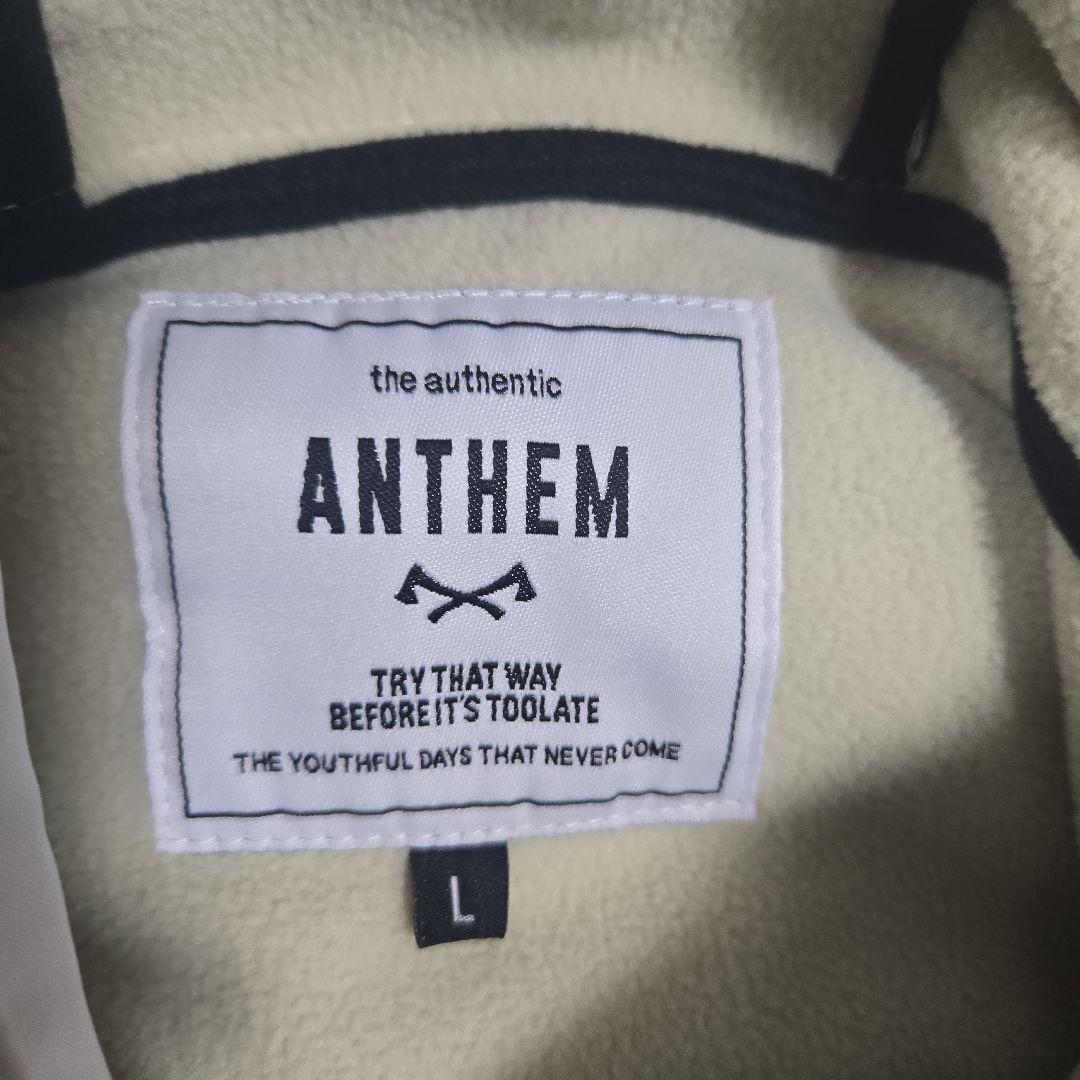 the authentic
ANTHEM
TRY THAT WAY
BEFORE IT'S TOOLATE
THE YOUTHFUL DAYS THAT NEVER COME
L